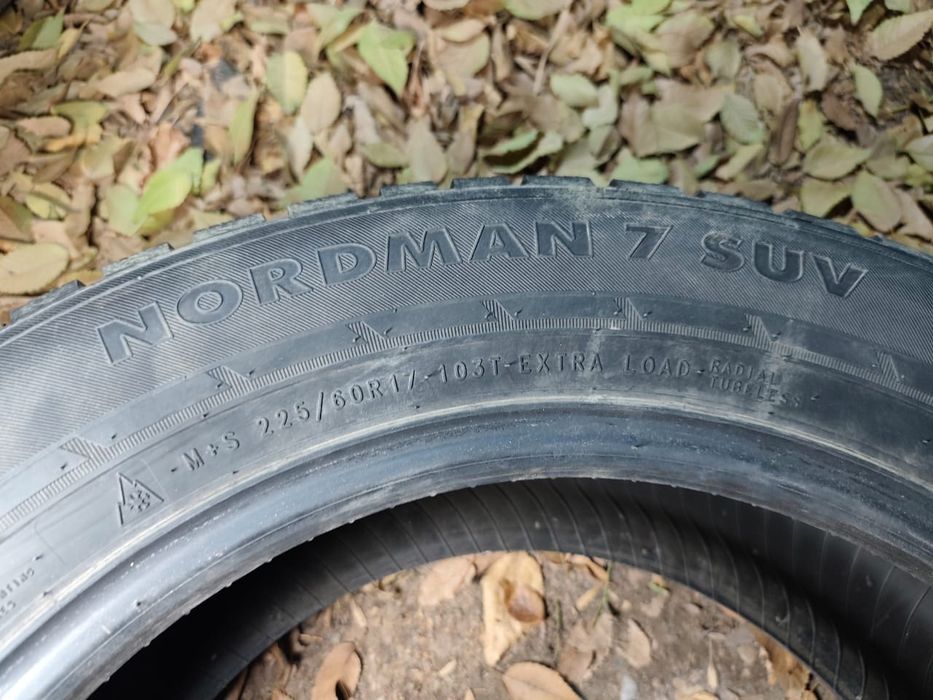 NORDMAN 7 SUV
M+S 225/60R17-103T-EXTRA LOAD-RADIAL
TUBELESS